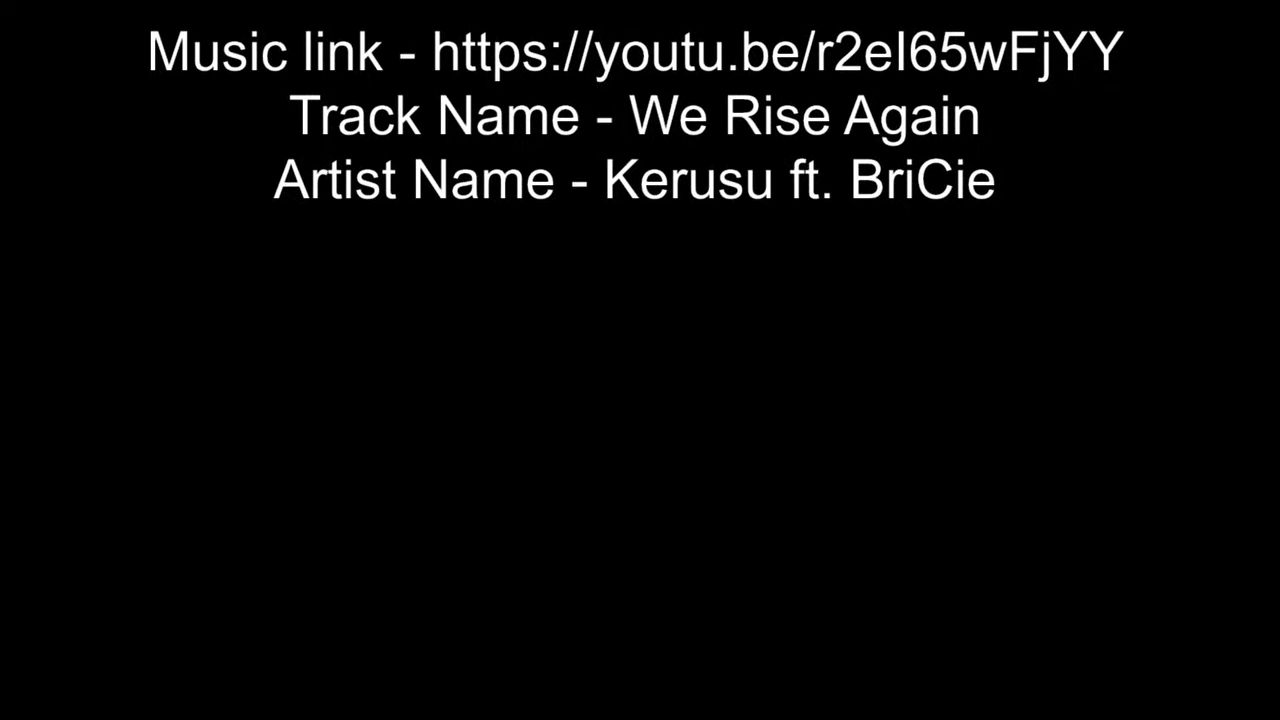 Music link - https://youtu.be/r2eI65wFjYY
Track Name - We Rise Again
Artist Name - Kerusu ft. BriCie